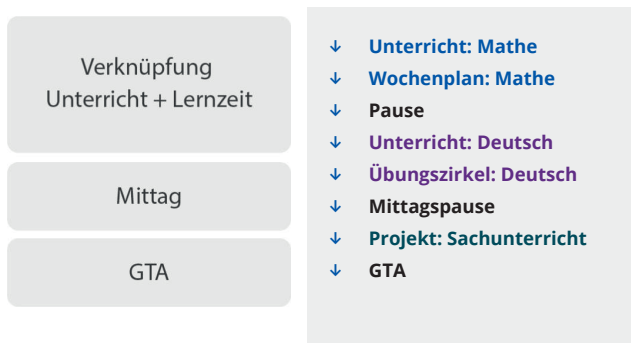 Verknüpfung
Unterricht + Lernzeit
Mittag
GTA
Unterricht: Mathe
Wochenplan: Mathe
Pause
Unterricht: Deutsch
Übungszirkel: Deutsch
Mittagspause
Projekt: Sachunterricht
GTA